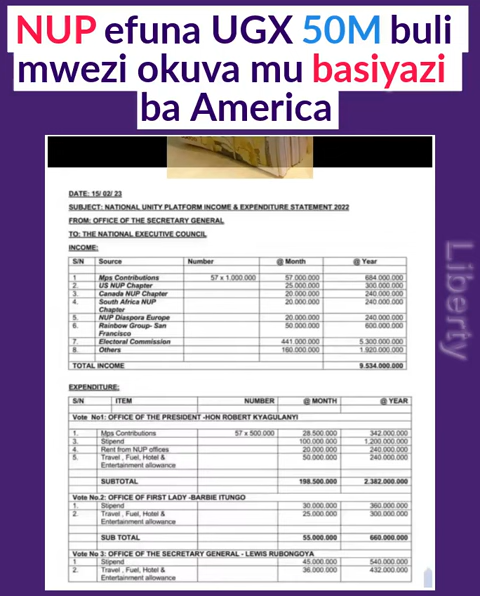 NUP efuna UGX 50M buli
mwezi okuva mu basiyazi
ba America
DATE: 15/ 02/ 23
SUBJECT: NATIONAL UNITY PLATFORM INCOME & EXPENDITURE STATEMENT 2022
FROM: OFFICE OF THE SECRETARY GENERAL
TO: THE NATIONAL EXECUTIVE COUNCIL
INCOME:
S/N Source Number @ Month @ Year
1 Mps Contributions 57 x 1.000.000 57.000.000 684.000.000
2. US NUP Chapter 25.000.000 300.000.000
3. Canada NUP Chapter 20.000.000 240.000.000
4. South Africa NUP 20.000.000 240.000.000
Chapter
5. NUP Diaspora Europe 20.000.000 240.000.000
6. Rainbow Group- San 50.000.000 600.000.000
Francisco
7. Electoral Commission 441.000.000 5.300.000.000
8. Others 160.000.000 1.920.000.000
TOTAL INCOME 9.534.000.000
EXPENDITURE:
S/N ITEM NUMBER @ MONTH @ YEAR
Vote No1: OFFICE OF THE PRESIDENT -HON ROBERT KYAGULANYI
1. Mps Contributions 57 x 500.000 28.500.000 342.000.000
3. Stipend 100.000.000 1,200.000.000
4. Rent from NUP offices 20.000.000 240.000.000
5. Travel , Fuel, Hotel & 50.000.000 240.000.000
Entertainment allowance
SUBTOTAL 198.500.000 2.382.000.000
Vote No.2: OFFICE OF FIRST LADY -BARBIE ITUNGO
1. Stipend 30.000.000 360.000.000
2. Travel , Fuel, Hotel & 25.000.000 300.000.000
Entertainment allowance
SUB TOTAL 55.000.000 660.000.000
Vote No 3: OFFICE OF THE SECRETARY GENERAL - LEWIS RUBONGOYA
1 Stipend 45.000.000 540.000.000
2. Travel , Fuel, Hotel & 36.000.000 432.000.000
Entertainment allowance
Liberty